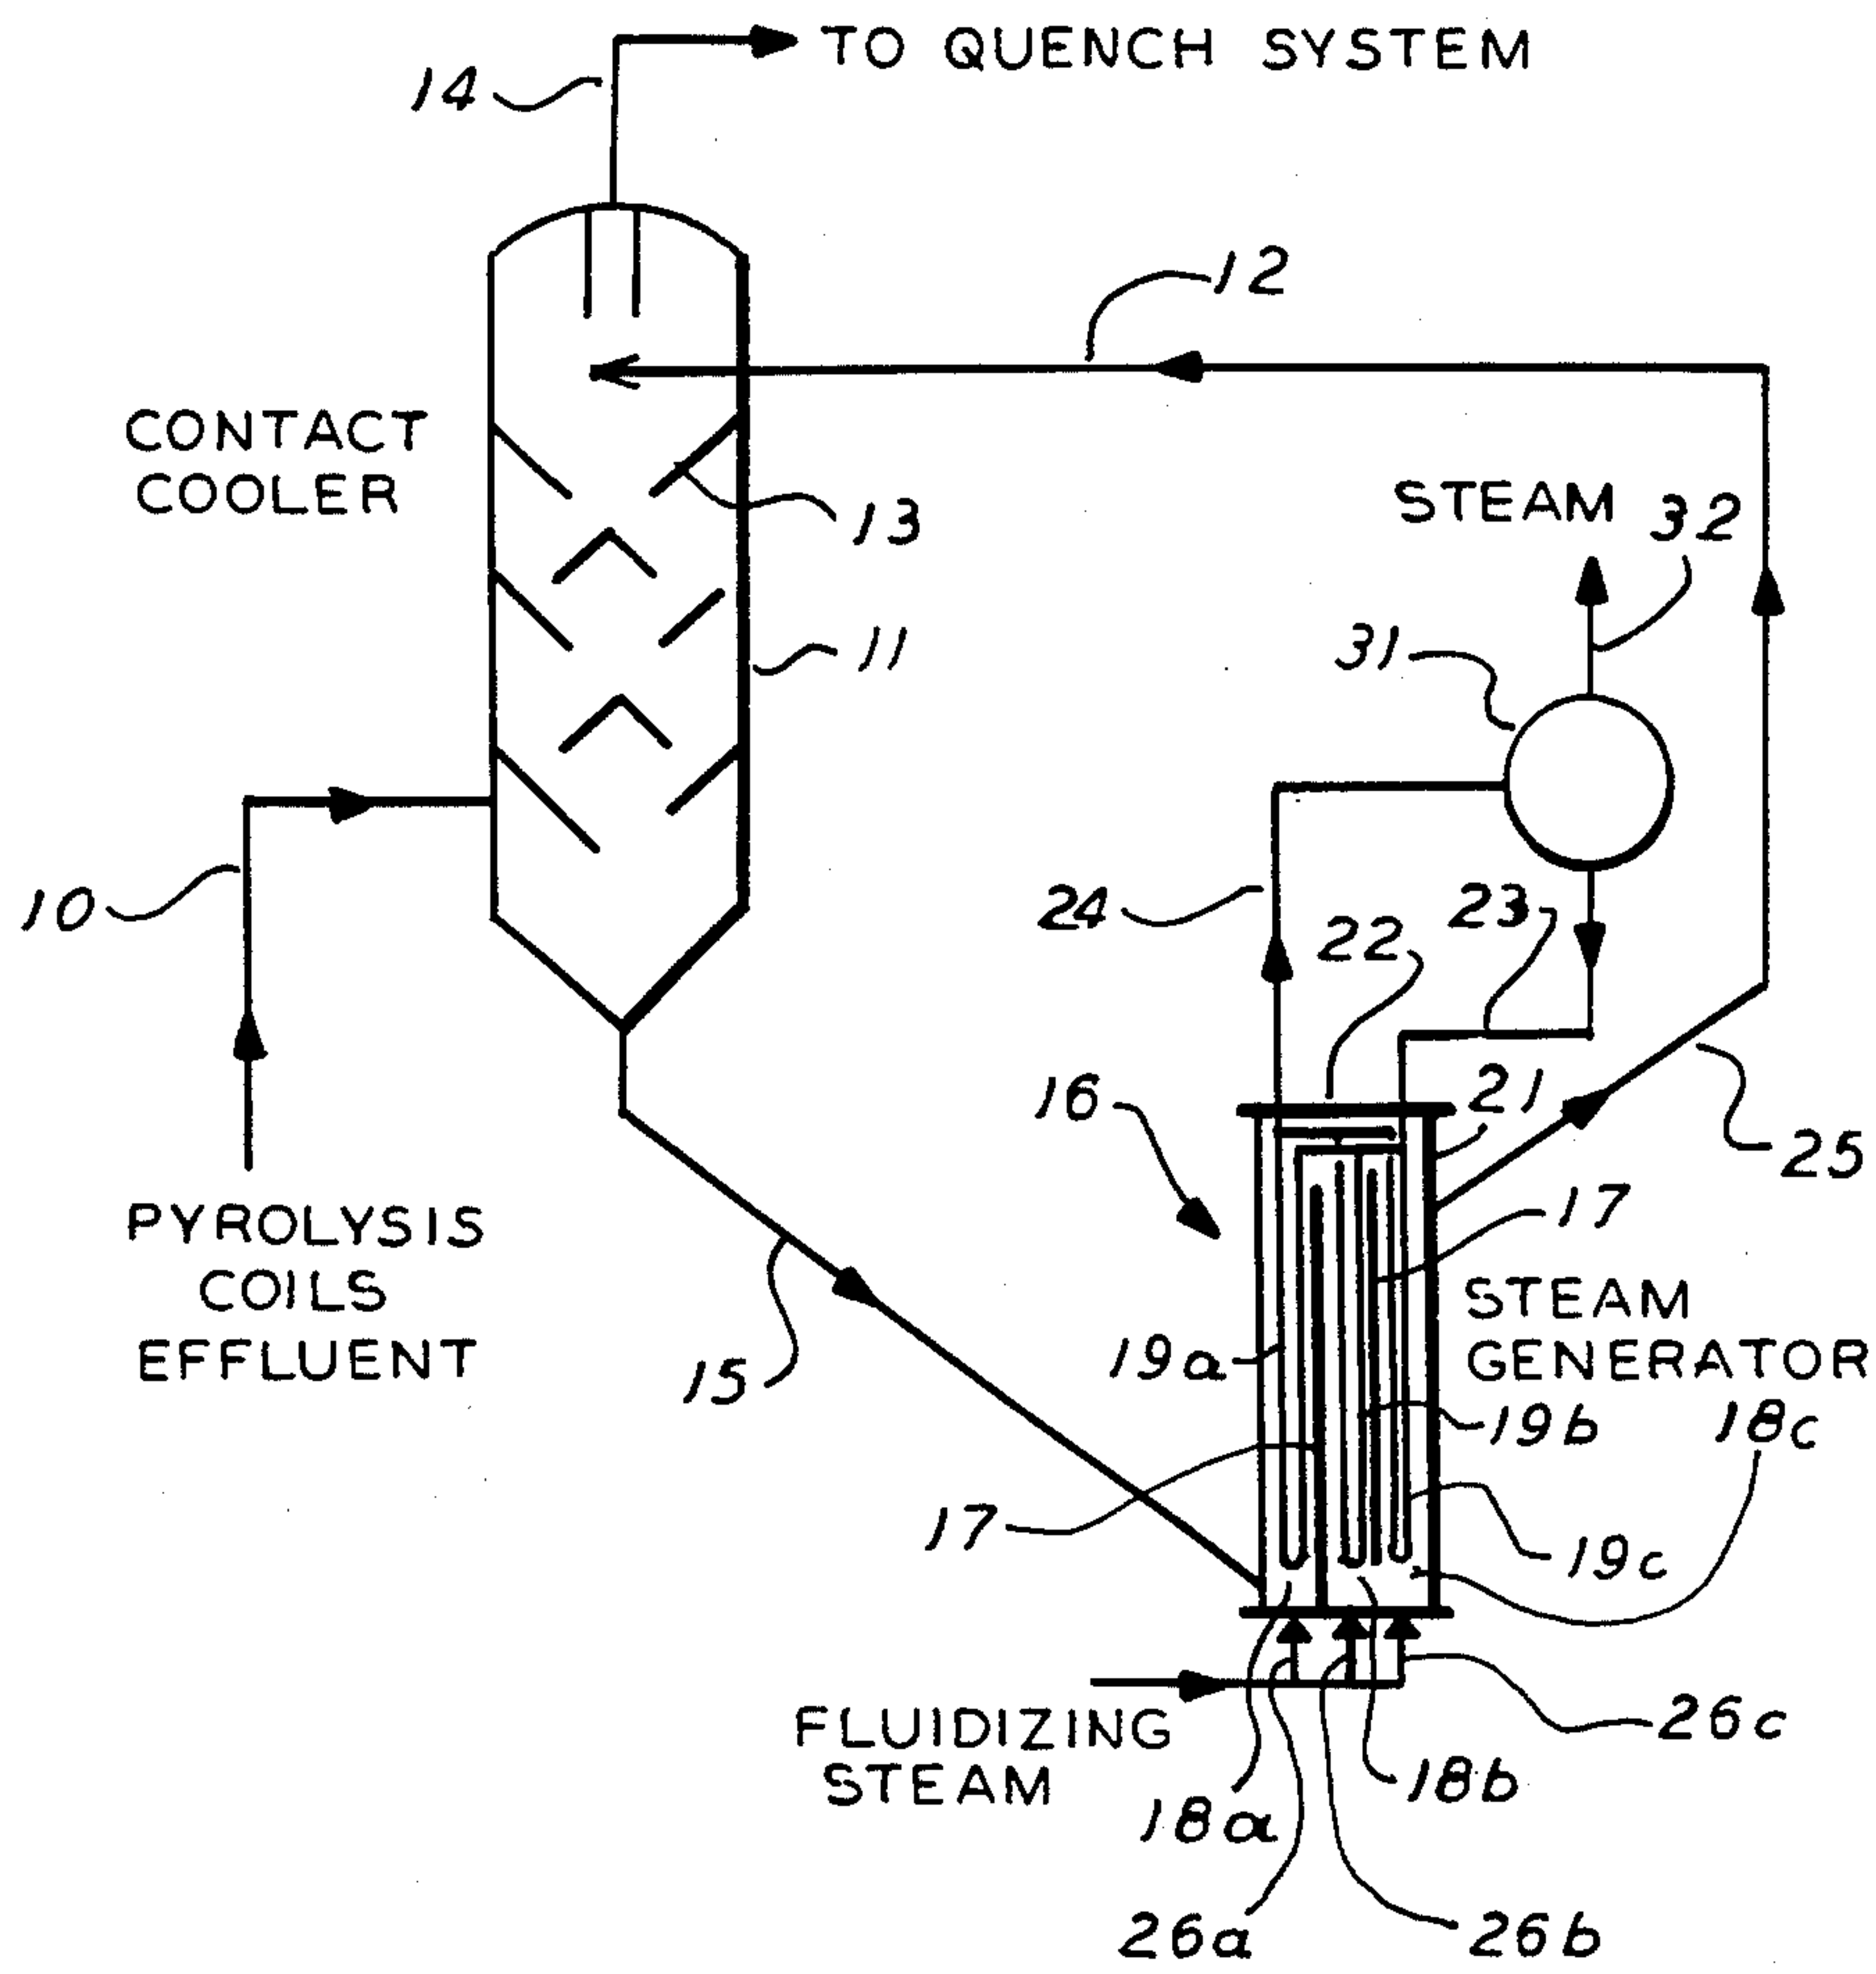 TO QUENCH SYSTEM
14
12
CONTACT
COOLER
STEAM
32
13
31
11
10
24
23
22
16
21
25
PYROLYSIS
COILS
EFFLUENT
17
STEAM
GENERATOR
19a
15
19b
18c
17
19c
FLUIDIZING
STEAM
26c
18b
18a
26a
26b